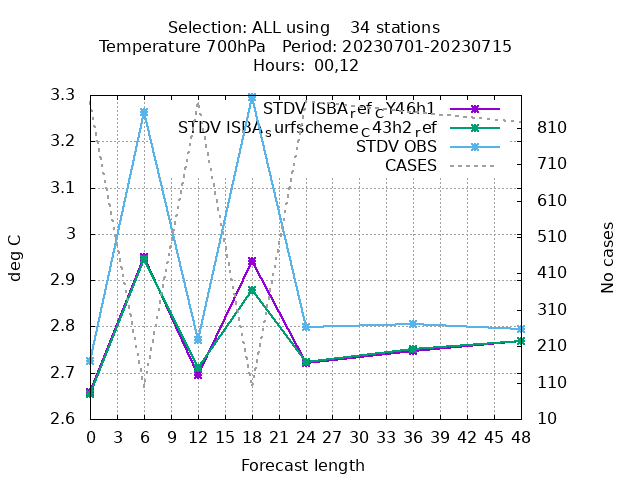 Selection: ALL using    34 stations
Temperature 700hPa   Period: 20230701-20230715
Hours:  00,12
STDV ISBA_ref_CY46h1
STDV ISBA_surfscheme_C43h2_ref
STDV OBS
CASES
3.3
3.2
3.1
3
2.9
2.8
2.7
2.6
deg C
810
710
610
510
410
310
210
110
10
No cases
0 3 6 9 12 15 18 21 24 27 30 33 36 39 42 45 48
Forecast length